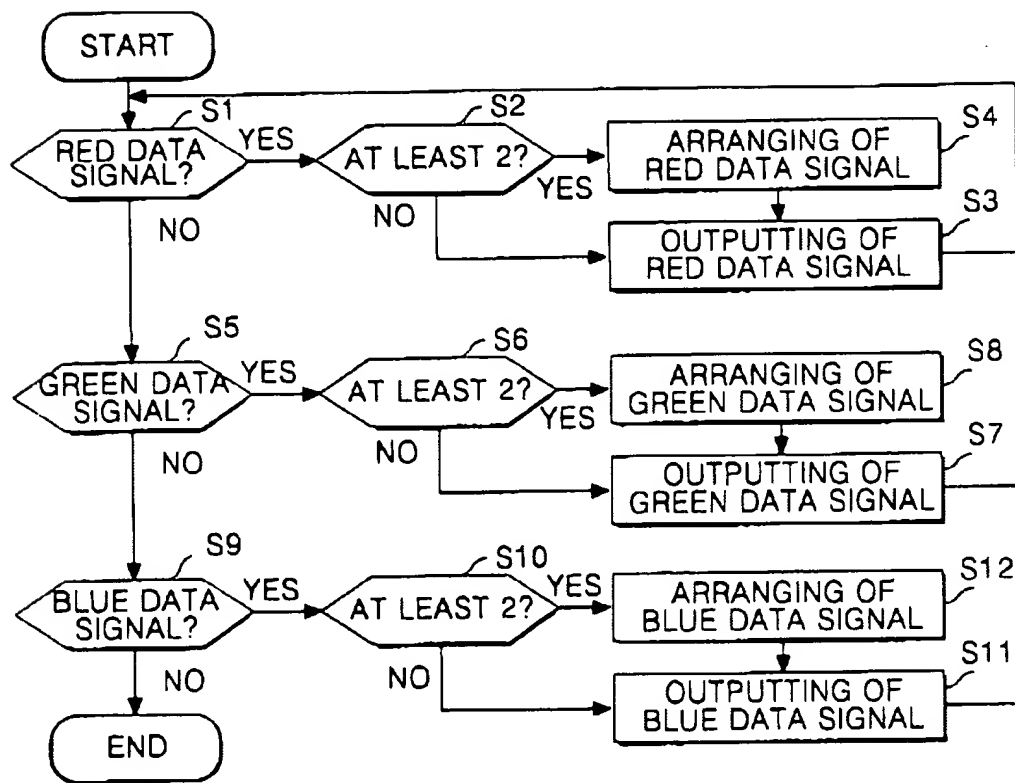 START
S1
RED DATA
SIGNAL?
YES
NO
S2
AT LEAST 2?
YES
NO
S4
ARRANGING OF
RED DATA SIGNAL
S3
OUTPUTTING OF
RED DATA SIGNAL
S5
GREEN DATA
SIGNAL?
YES
NO
S6
AT LEAST 2?
YES
NO
S8
ARRANGING OF
GREEN DATA SIGNAL
S7
OUTPUTTING OF
GREEN DATA SIGNAL
S9
BLUE DATA
SIGNAL?
YES
NO
S10
AT LEAST 2?
YES
NO
S12
ARRANGING OF
BLUE DATA SIGNAL
S11
OUTPUTTING OF
BLUE DATA SIGNAL
END